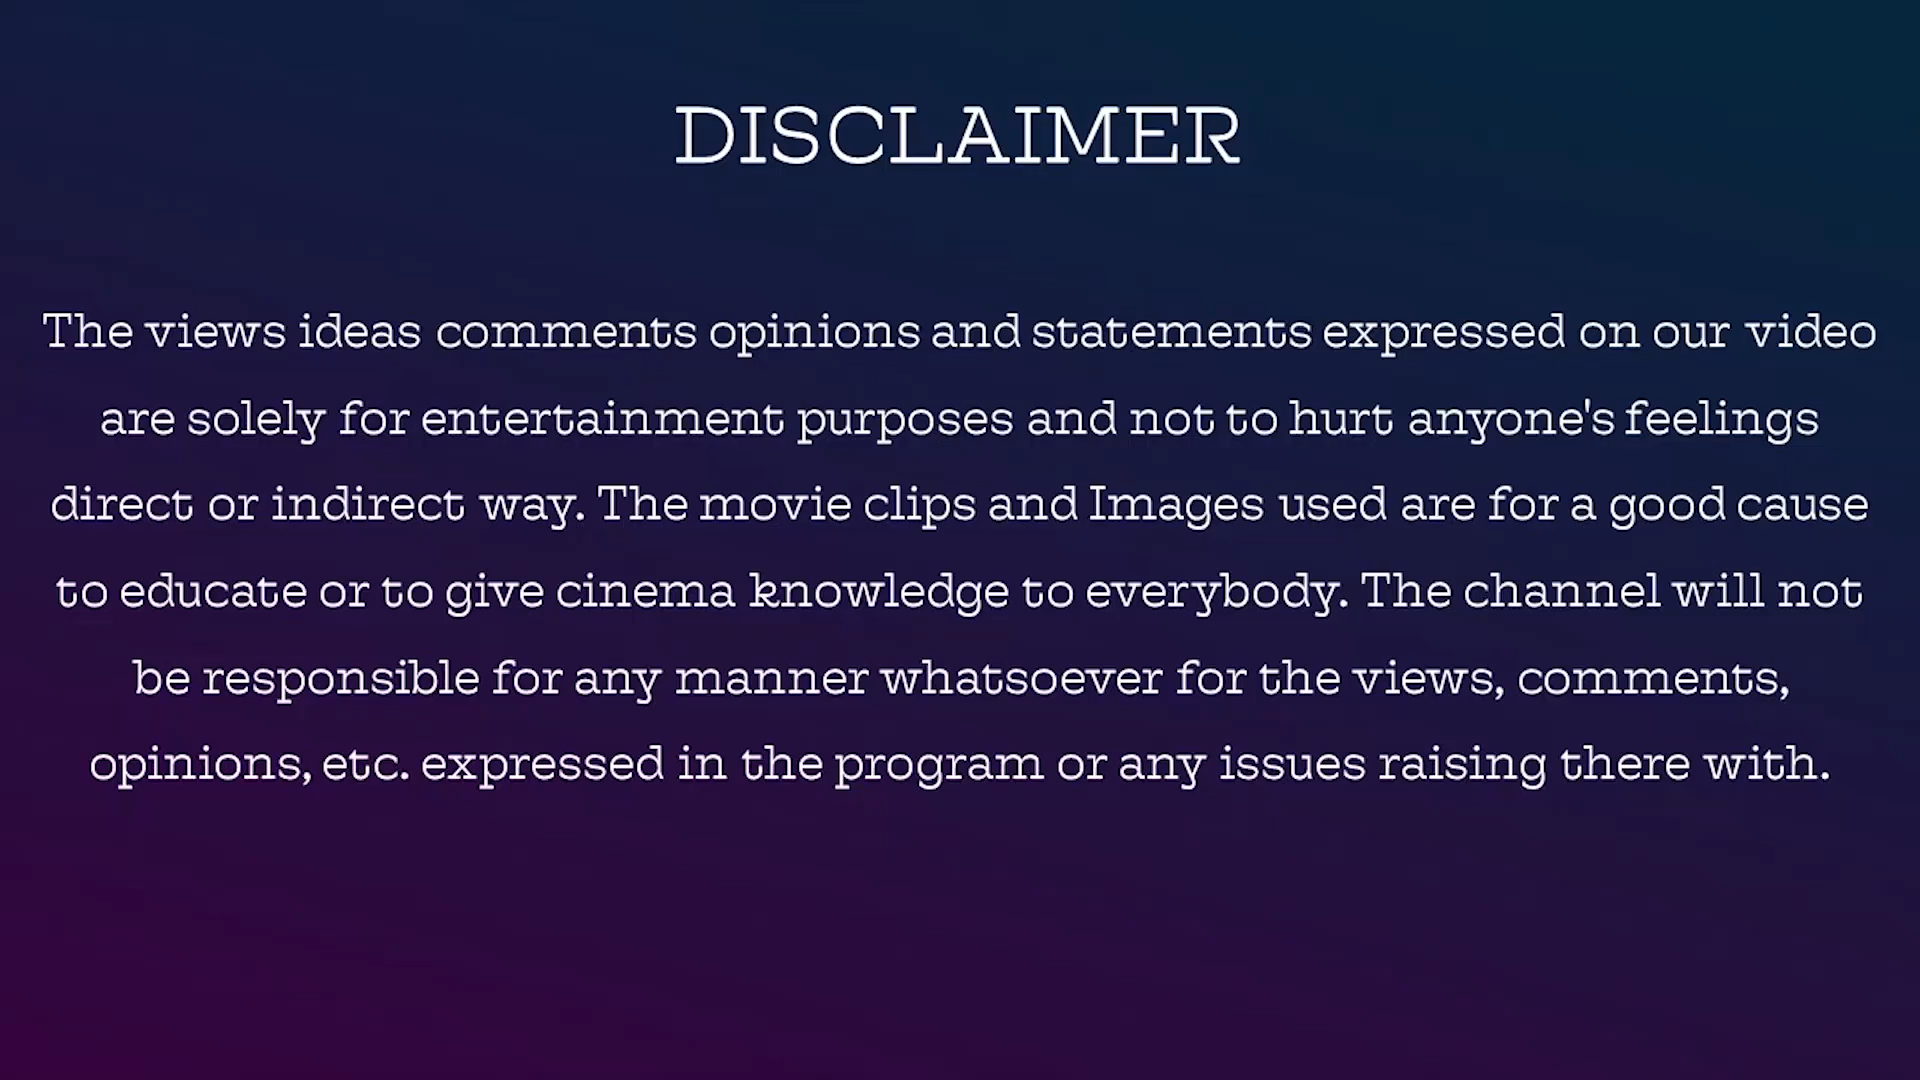 DISCLAIMER
The views ideas comments opinions and statements expressed on our video
are solely for entertainment purposes and not to hurt anyone's feelings
direct or indirect way. The movie clips and Images used are for a good cause
to educate or to give cinema knowledge to everybody. The channel will not
be responsible for any manner whatsoever for the views, comments,
opinions, etc. expressed in the program or any issues raising there with.